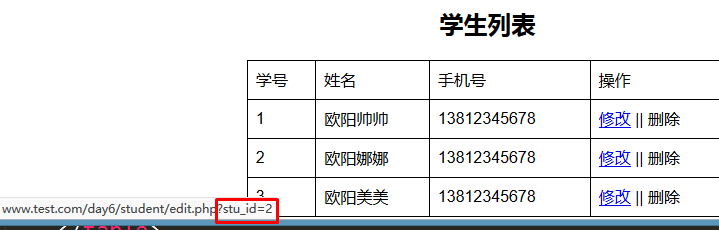 学生列表
学号 姓名 手机号 操作
1 欧阳帅帅 13812345678 修改 || 删除
2 欧阳娜娜 13812345678 修改 || 删除
3 欧阳美美 13812345678 修改 || 删除
www.test.com/day6/student/edit.php?stu_id=2
</table>